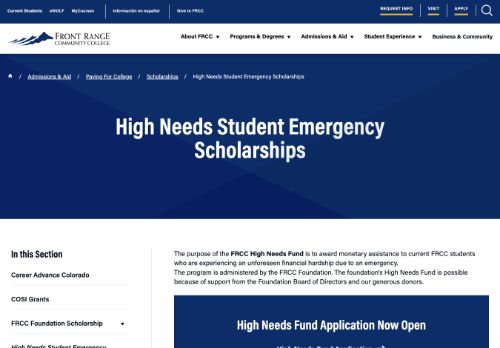 Current Students eWOLF MyCourses Información en español Give to FRCC REQUEST INFO VISIT APPLY
FRONT RANGE
COMMUNITY COLLEGE
About FRCC Programs & Degrees Admissions & Aid Student Experience Business & Community
/ Admissions & Aid / Paying For College / Scholarships / High Needs Student Emergency Scholarships
High Needs Student Emergency
Scholarships
In this Section
Career Advance Colorado
COSI Grants
FRCC Foundation Scholarship
High Needs Student Emergency
The purpose of the FRCC High Needs Fund is to award monetary assistance to current FRCC students
who are experiencing an unforeseen financial hardship due to an emergency.
The program is administered by the FRCC Foundation. The foundation's High Needs Fund is possible
because of support from the Foundation Board of Directors and our generous donors.
High Needs Fund Application Now Open
High Needs Fund Application